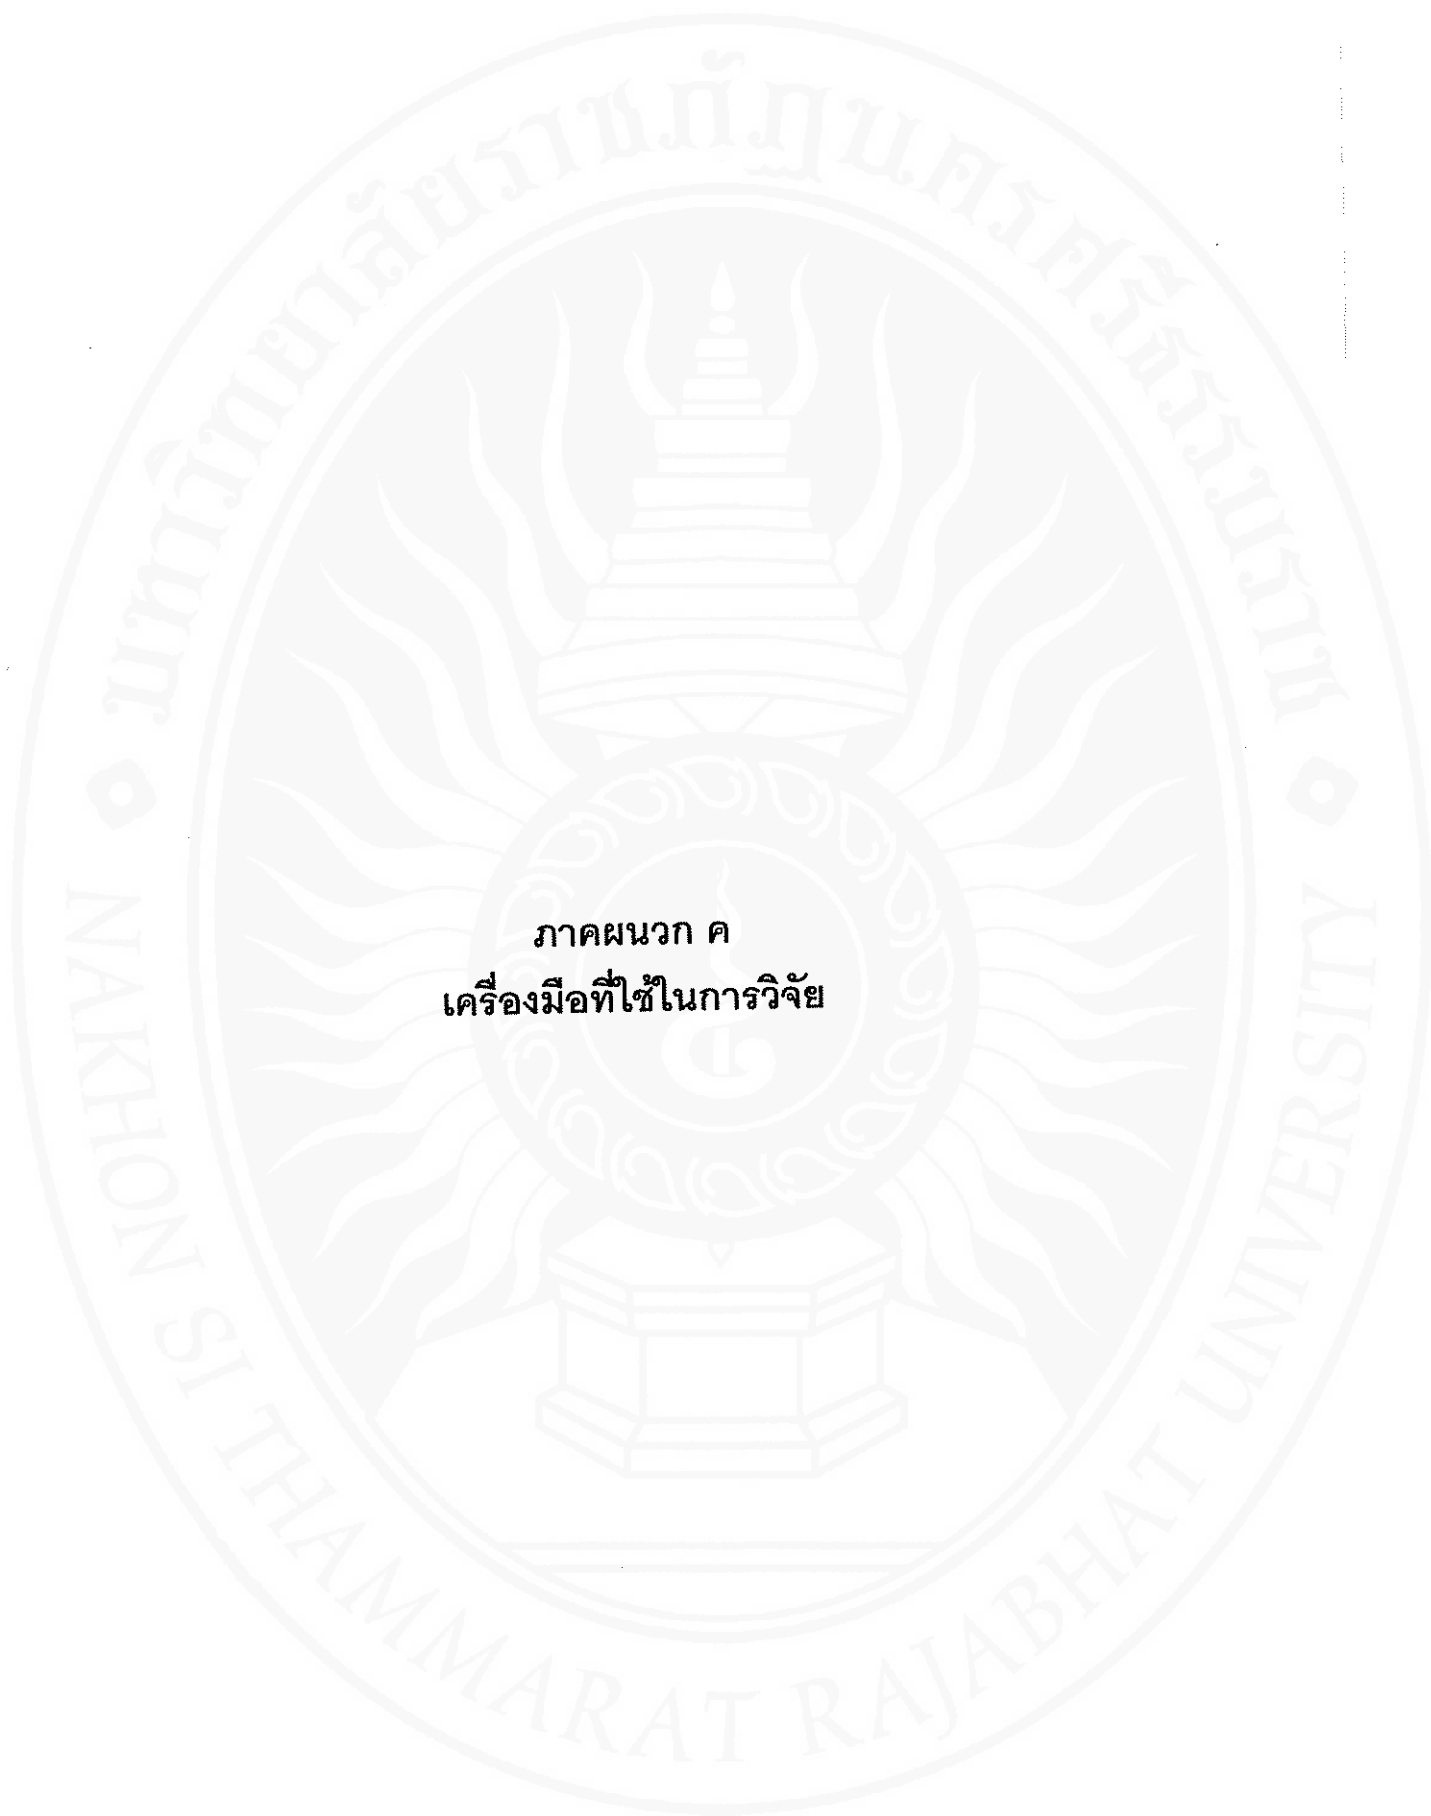 มหาวิทยาลัยราชภัฏนครศรีธรรมราช
ภาคผนวก ค
เครื่องมือที่ใช้ในการวิจัย
NAKHON SI THAMMARAT RAJABHAT UNIVERSITY